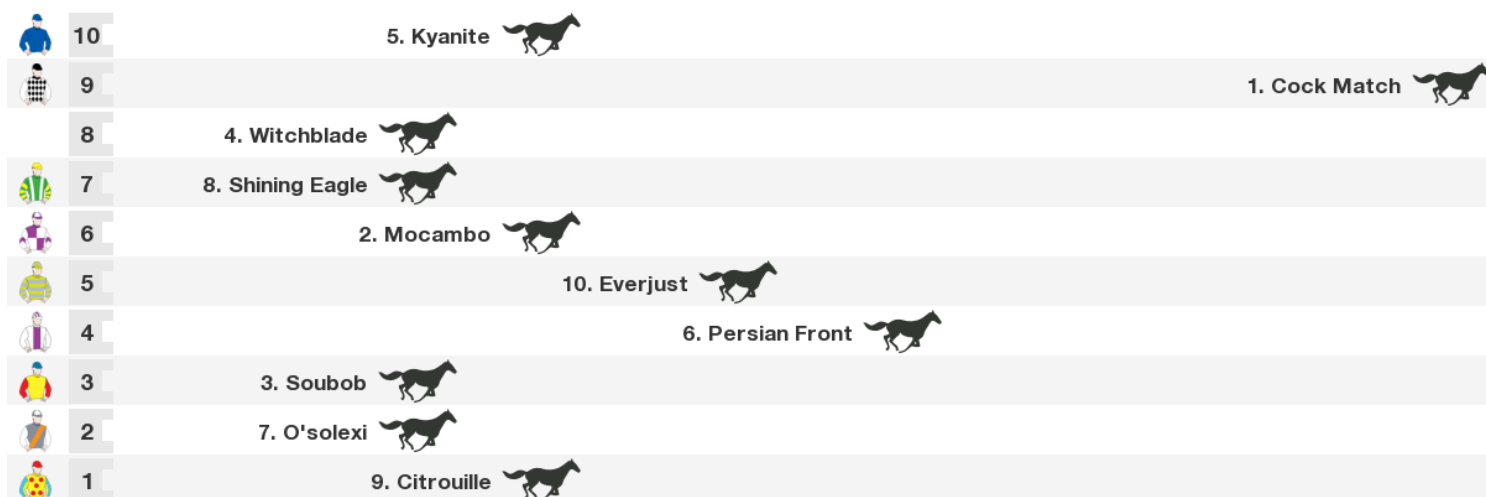 10 5. Kyanite
9 1. Cock Match
8 4. Witchblade
7 8. Shining Eagle
6 2. Mocambo
5 10. Everjust
4 6. Persian Front
3 3. Soubob
2 7. O'solexi
1 9. Citrouille